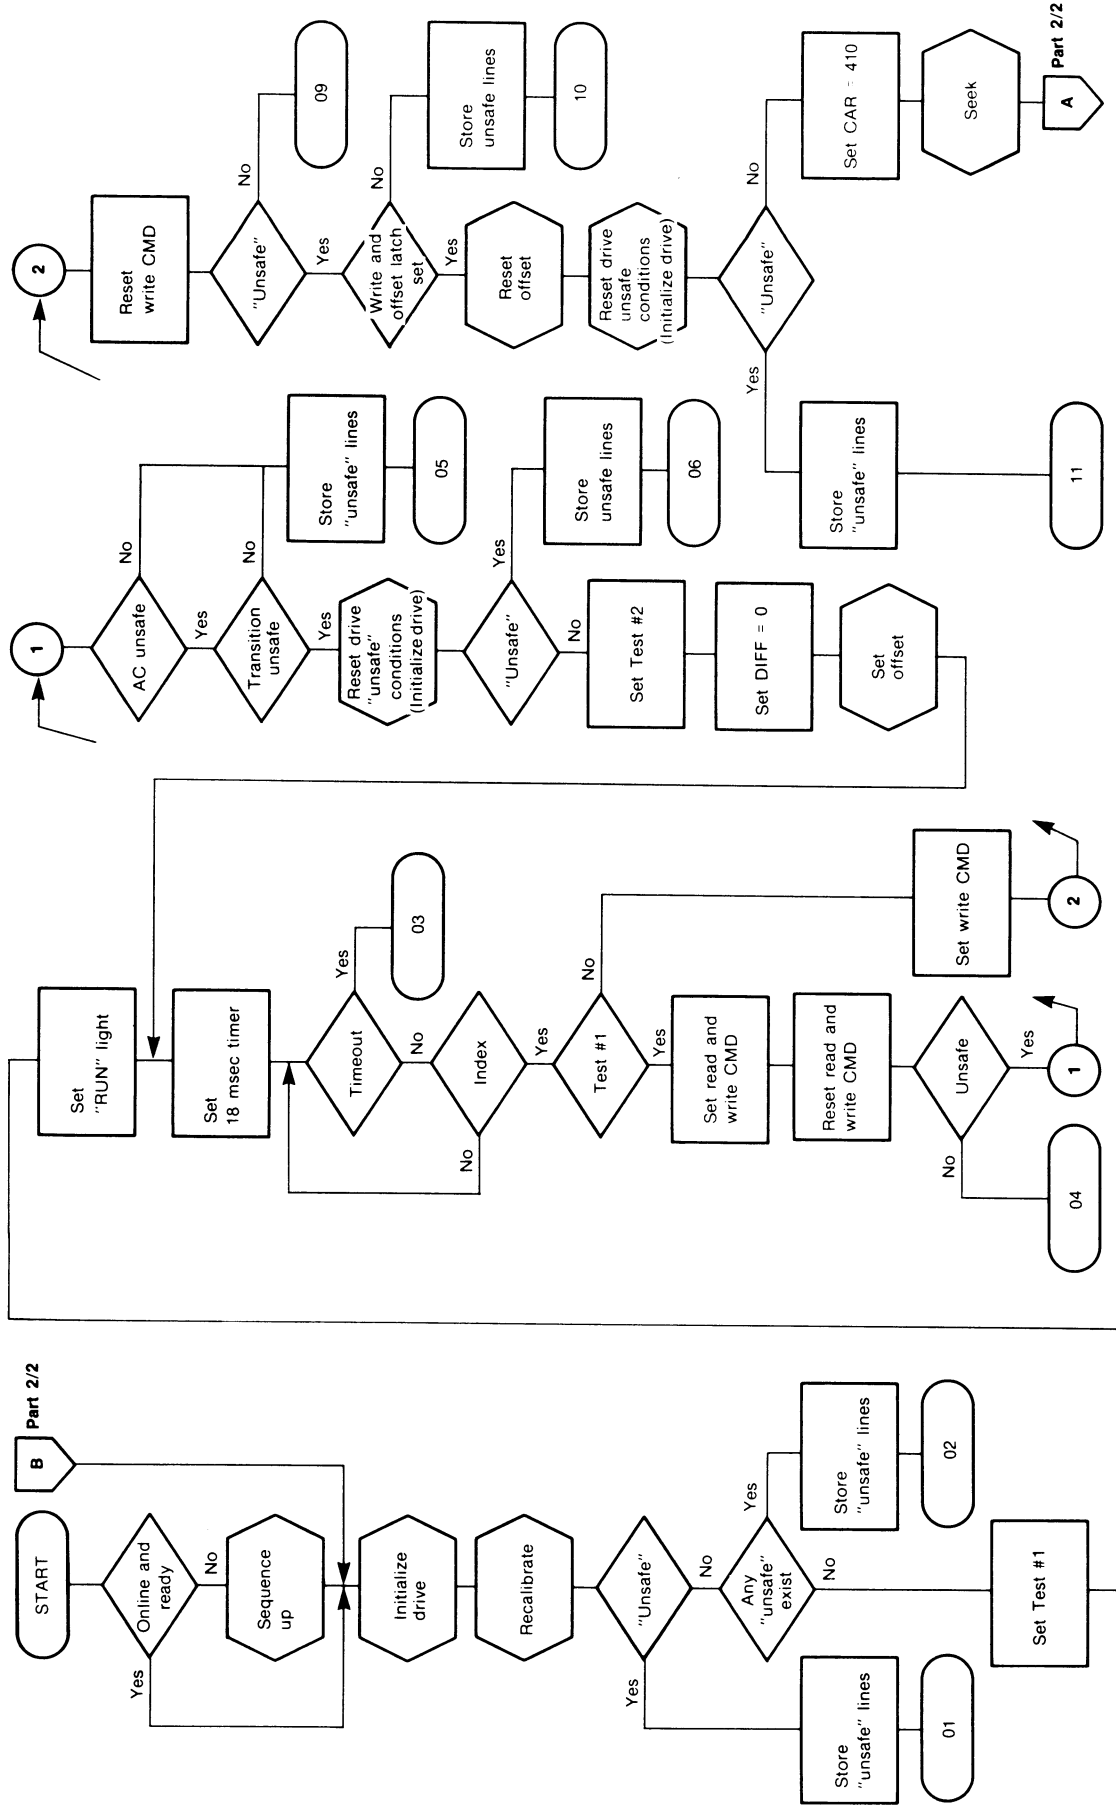 START
B
Part 2/2
Online and
ready
Yes
No
Sequence
up
Initialize
drive
Recalibrate
"Unsafe"
Yes
No
Any
"unsafe"
exist
Yes
No
Store
"unsafe" lines
01
Store
"unsafe" lines
02
Set Test #1
Set
"RUN" light
Set
18 msec timer
Timeout
Yes
No
03
Index
No
Yes
Test #1
No
Yes
Set read and
write CMD
Reset read and
write CMD
Unsafe
No
Yes
04
1
Set write CMD
2
1
AC unsafe
No
Yes
Transition
unsafe
No
Yes
Store
"unsafe" lines
05
Reset drive
"unsafe"
conditions
(Initialize drive)
"Unsafe"
Yes
No
Store
unsafe lines
06
Set Test #2
Set DIFF = 0
Set
offset
2
Reset
write CMD
"Unsafe"
No
Yes
09
Write and
offset latch
set
No
Yes
Store
unsafe lines
10
Reset
offset
Reset drive
unsafe
conditions
(Initialize drive)
"Unsafe"
Yes
No
Store
"unsafe" lines
11
Set CAR = 410
Seek
A
Part 2/2